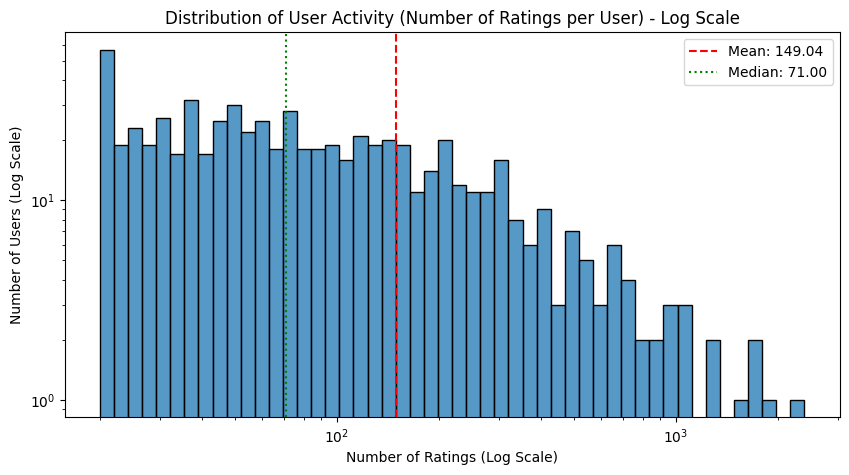 Distribution of User Activity (Number of Ratings per User) - Log Scale
Mean: 149.04
Median: 71.00
Number of Users (Log Scale)
10¹
10⁰
10²
10³
Number of Ratings (Log Scale)